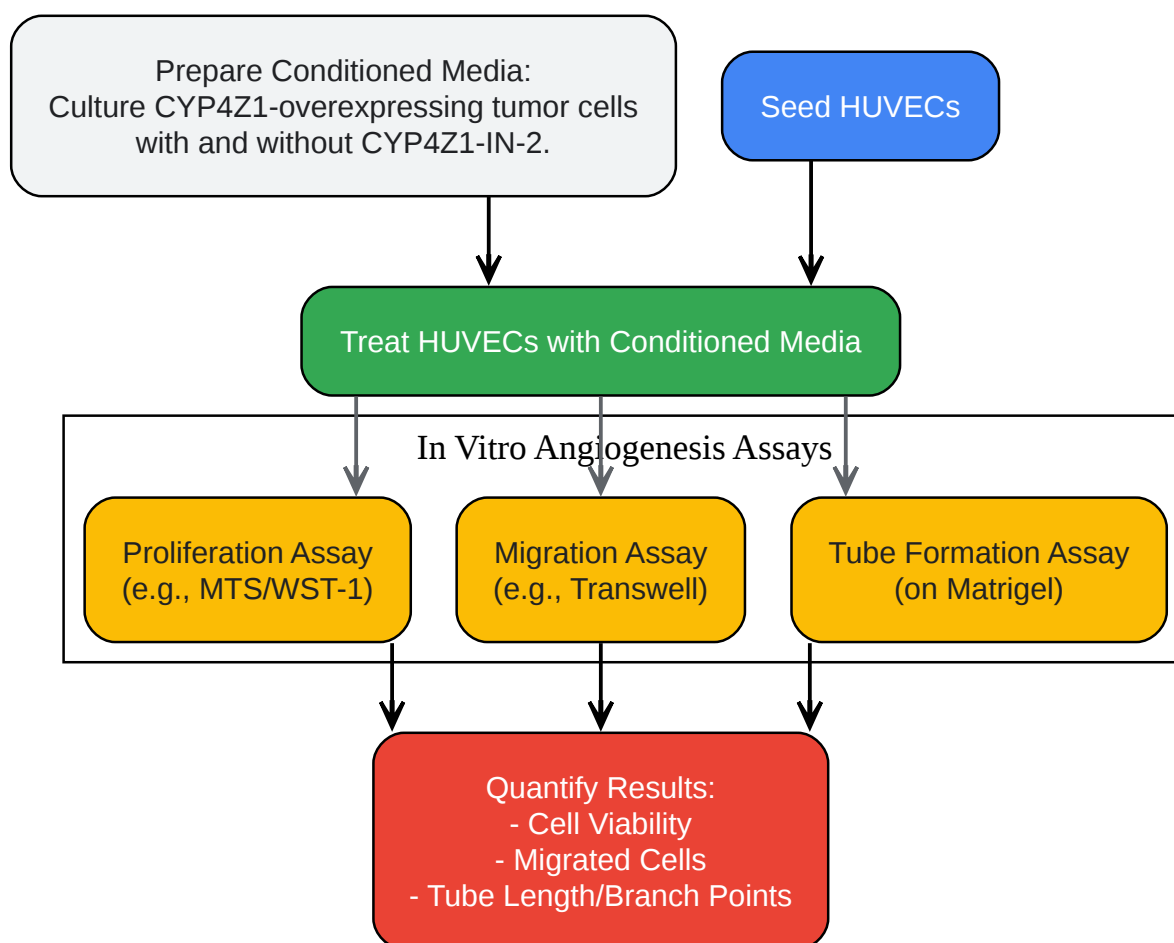 Prepare Conditioned Media:
Culture CYP4Z1-overexpressing tumor cells
with and without CYP4Z1-IN-2.
Seed HUVECs
Treat HUVECs with Conditioned Media
In Vitro Angiogenesis Assays
Proliferation Assay
(e.g., MTS/WST-1)
Migration Assay
(e.g., Transwell)
Tube Formation Assay
(on Matrigel)
Quantify Results:
- Cell Viability
- Migrated Cells
- Tube Length/Branch Points